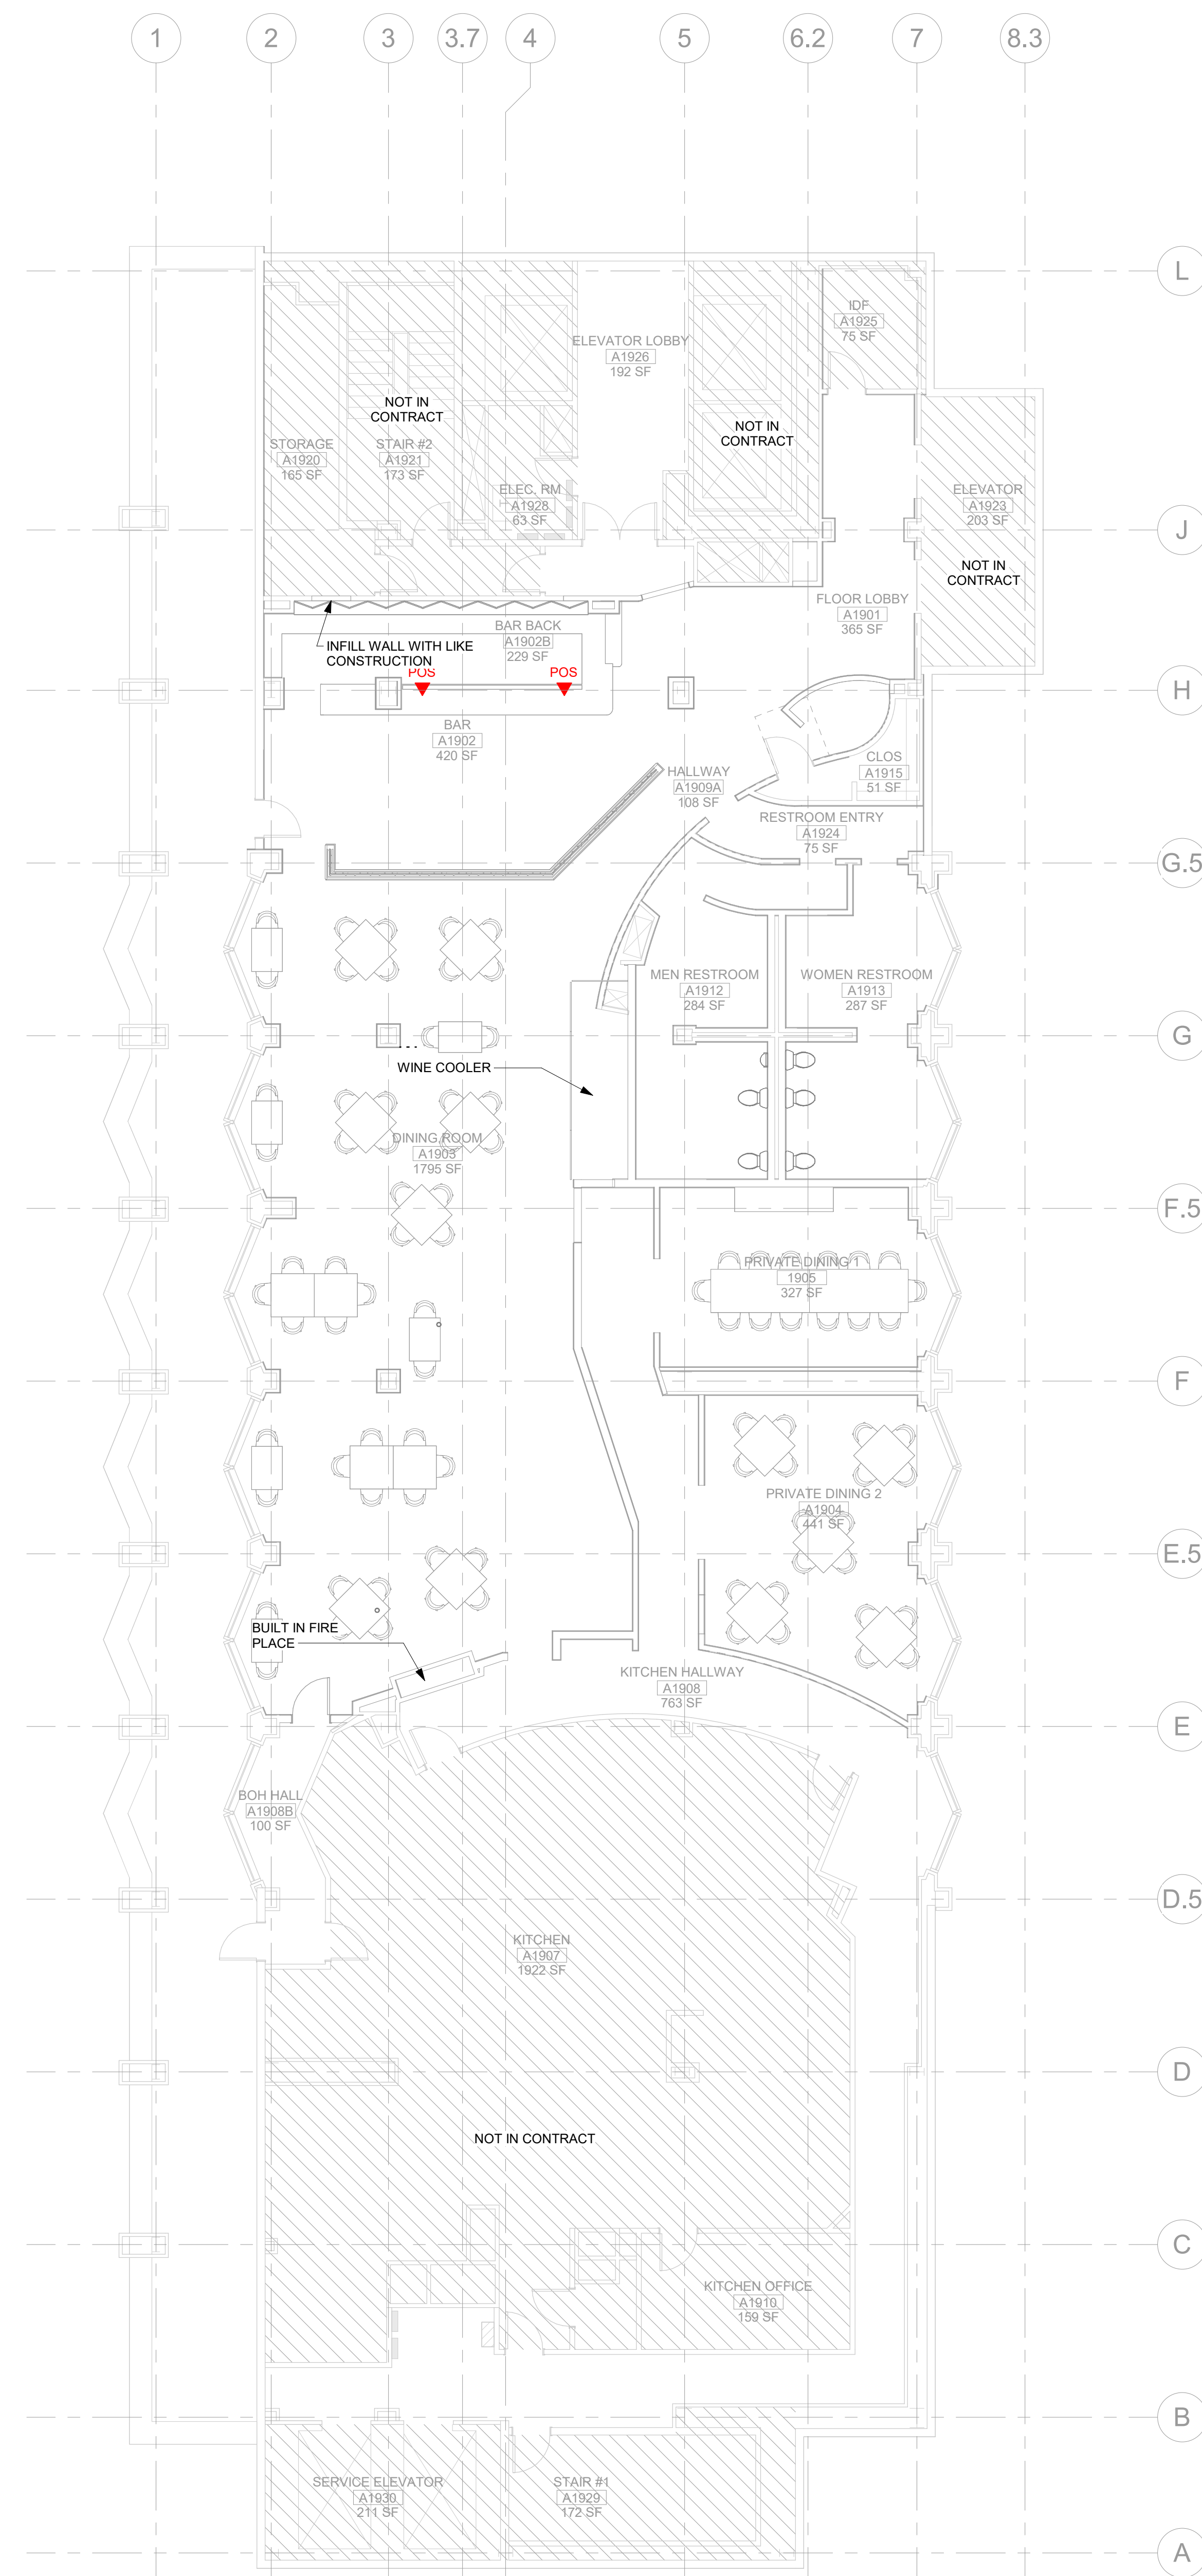 1
2
3
3.7
4
5
6.2
7
8.3
L
IDF
A1925
75 SF
ELEVATOR LOBBY
A1926
192 SF
NOT IN
CONTRACT
NOT IN
CONTRACT
STORAGE
A1920
165 SF
STAIR #2
A1921
173 SF
ELEC. RM
A1928
63 SF
ELEVATOR
A1923
203 SF
J
NOT IN
CONTRACT
FLOOR LOBBY
A1901
365 SF
BAR BACK
A1902B
229 SF
INFILL WALL WITH LIKE
CONSTRUCTION
POS
POS
H
BAR
A1902
420 SF
HALLWAY
A1909A
108 SF
CLOS
A1915
51 SF
RESTROOM ENTRY
A1924
75 SF
G.5
MEN RESTROOM
A1912
284 SF
WOMEN RESTROOM
A1913
287 SF
G
WINE COOLER
DINING ROOM
A1903
1795 SF
F.5
PRIVATE DINING 1
1905
327 SF
F
PRIVATE DINING 2
A1904
441 SF
E.5
BUILT IN FIRE
PLACE
KITCHEN HALLWAY
A1908
763 SF
E
BOH HALL
A1908B
100 SF
D.5
KITCHEN
A1907
1922 SF
D
NOT IN CONTRACT
C
KITCHEN OFFICE
A1910
159 SF
B
SERVICE ELEVATOR
A1930
211 SF
STAIR #1
A1929
172 SF
A